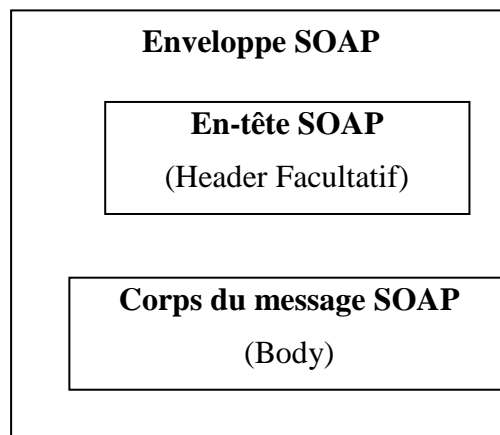 Enveloppe SOAP
En-tête SOAP
(Header Facultatif)
Corps du message SOAP
(Body)